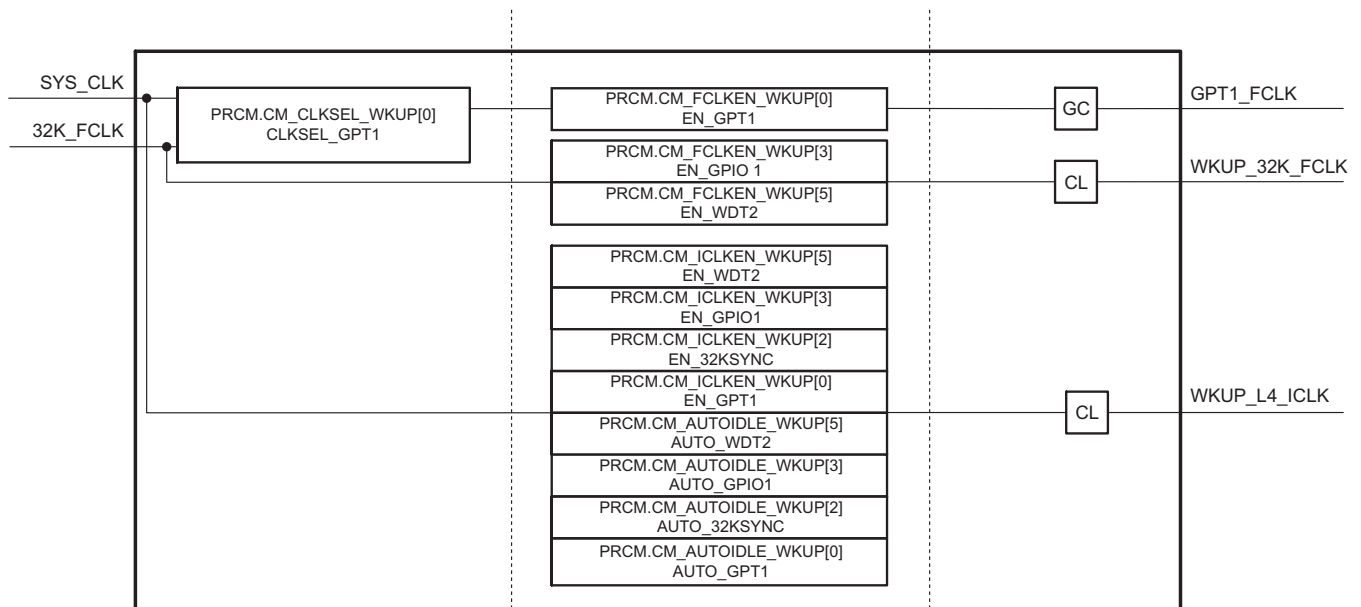 SYS_CLK
32K_FCLK
PRCM.CM_CLKSEL_WKUP[0]
CLKSEL_GPT1
PRCM.CM_FCLKEN_WKUP[0]
EN_GPT1
GC
GPT1_FCLK
PRCM.CM_FCLKEN_WKUP[3]
EN_GPIO 1
PRCM.CM_FCLKEN_WKUP[5]
EN_WDT2
CL
WKUP_32K_FCLK
PRCM.CM_ICLKEN_WKUP[5]
EN_WDT2
PRCM.CM_ICLKEN_WKUP[3]
EN_GPIO1
PRCM.CM_ICLKEN_WKUP[2]
EN_32KSYNC
PRCM.CM_ICLKEN_WKUP[0]
EN_GPT1
PRCM.CM_AUTOIDLE_WKUP[5]
AUTO_WDT2
PRCM.CM_AUTOIDLE_WKUP[3]
AUTO_GPIO1
PRCM.CM_AUTOIDLE_WKUP[2]
AUTO_32KSYNC
PRCM.CM_AUTOIDLE_WKUP[0]
AUTO_GPT1
CL
WKUP_L4_ICLK